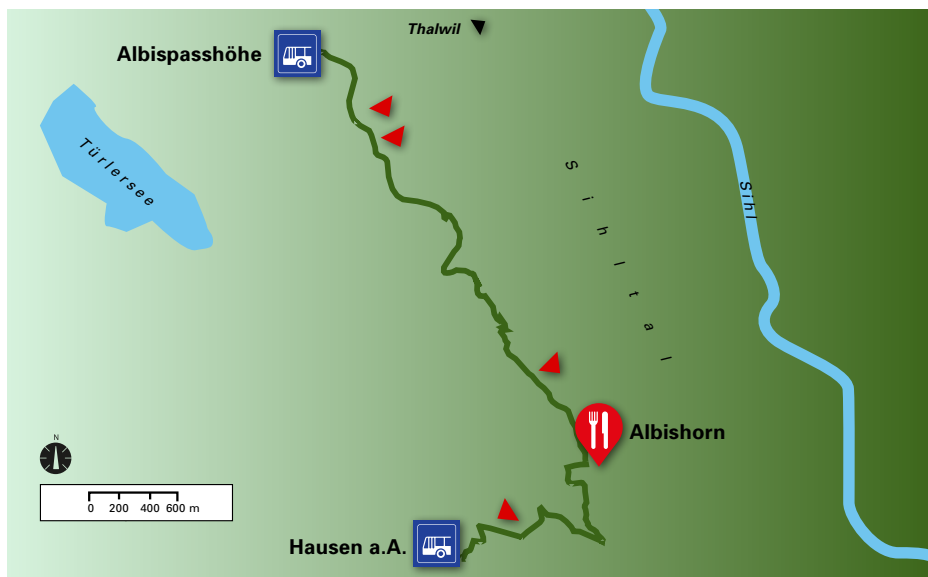 Thalwil
Albispasshöhe
Türlersee
Sihltal
Sihl
Albishorn
N
0 200 400 600 m
Hausen a.A.